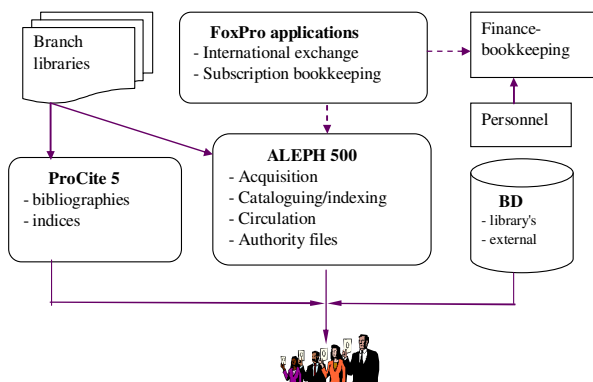 Branch
libraries
FoxPro applications
- International exchange
- Subscription bookkeeping
Finance-
bookkeeping
Personnel
ProCite 5
- bibliographies
- indices
ALEPH 500
- Acquisition
- Cataloguing/indexing
- Circulation
- Authority files
BD
- library's
- external